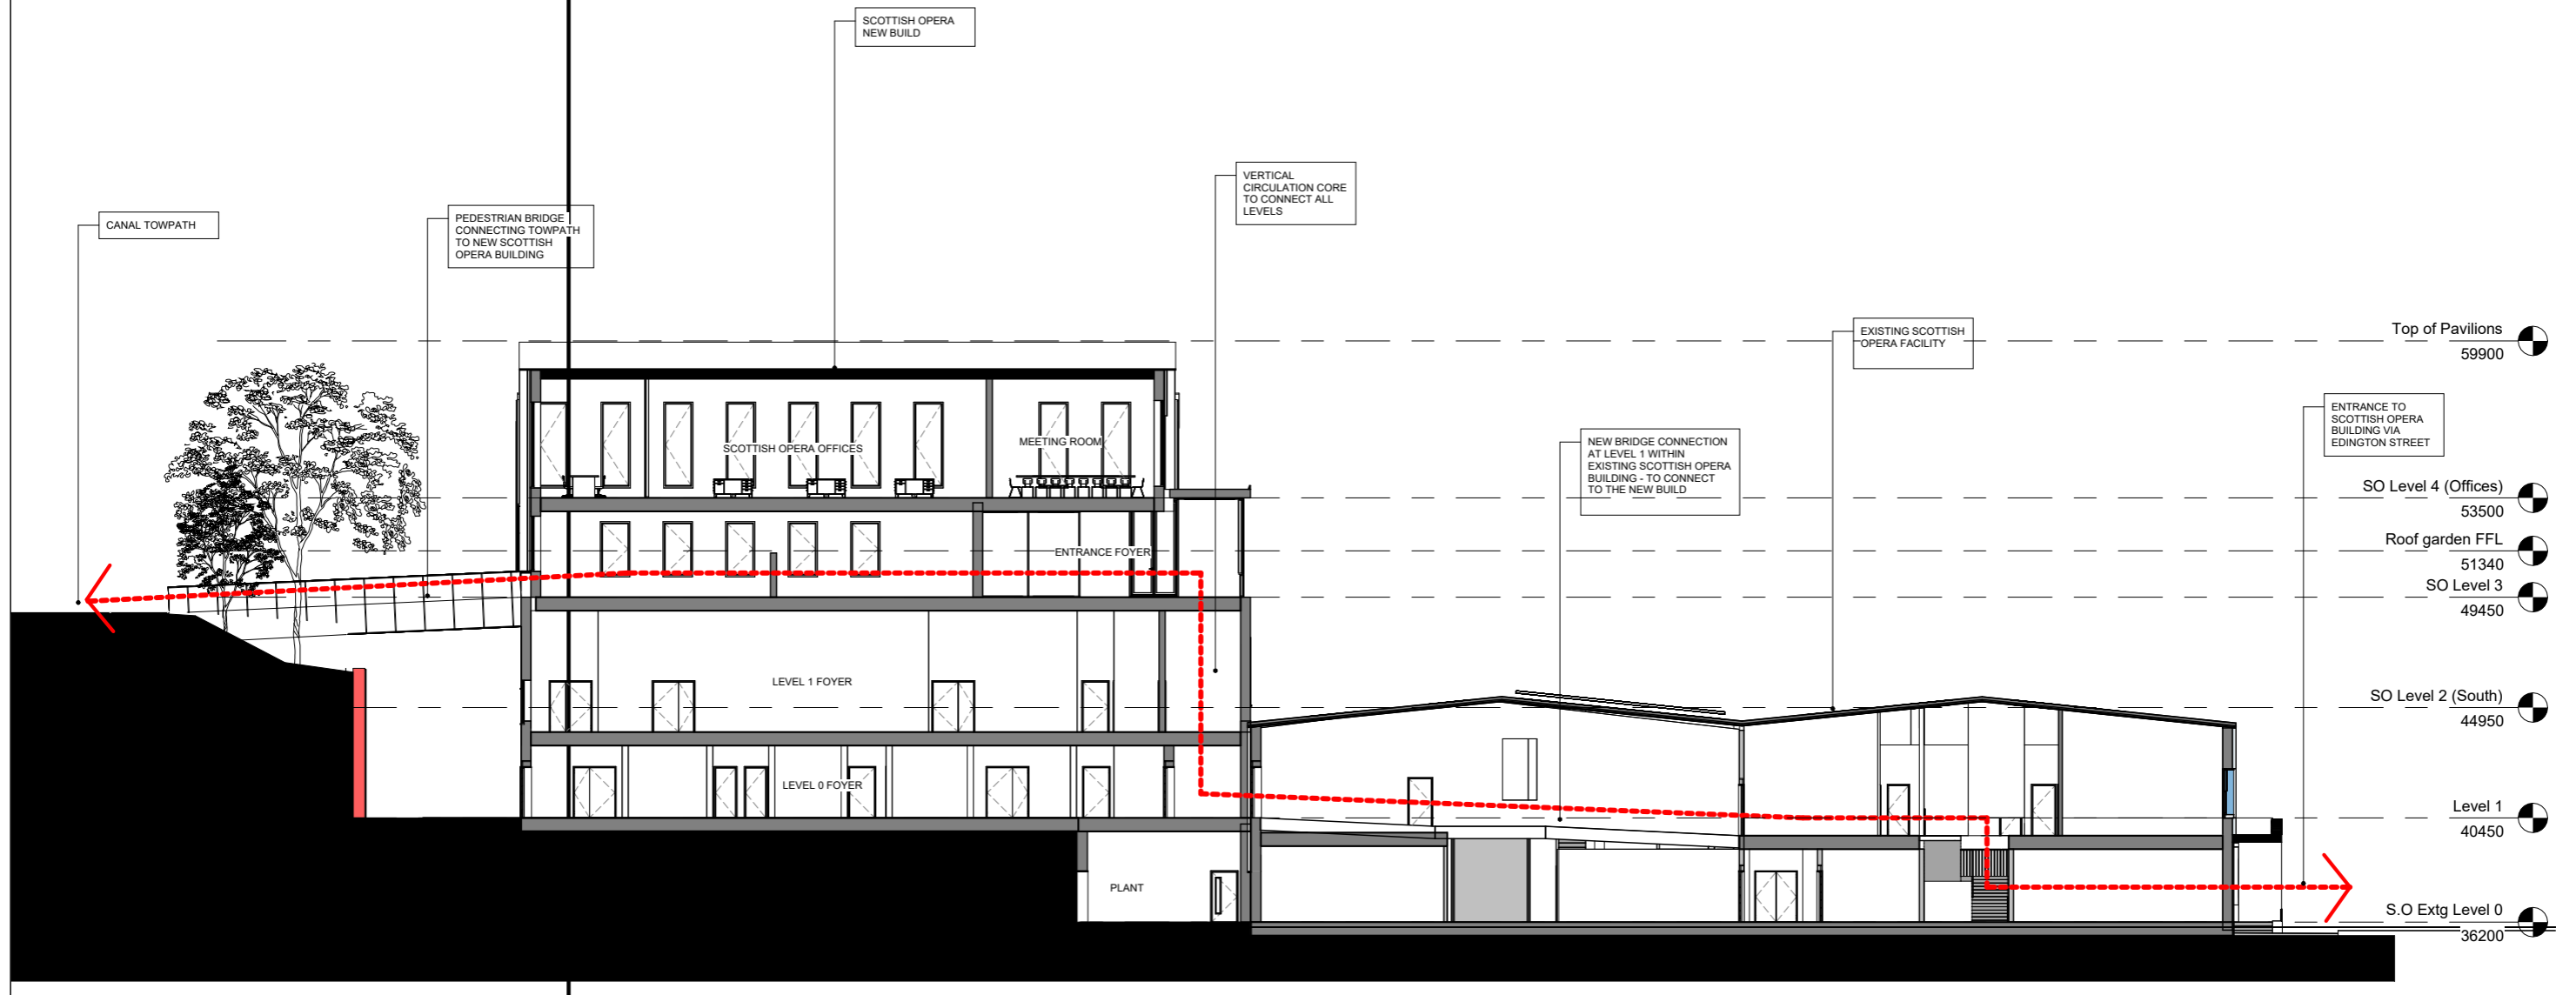 SCOTTISH OPERA
NEW BUILD
VERTICAL
CIRCULATION CORE
TO CONNECT ALL
LEVELS
CANAL TOWPATH
PEDESTRIAN BRIDGE
CONNECTING TOWPATH
TO NEW SCOTTISH
OPERA BUILDING
EXISTING SCOTTISH
OPERA FACILITY
Top of Pavilions
59900
ENTRANCE TO
SCOTTISH OPERA
BUILDING VIA
EDINGTON STREET
NEW BRIDGE CONNECTION
AT LEVEL 1 WITHIN
EXISTING SCOTTISH OPERA
BUILDING - TO CONNECT
TO THE NEW BUILD
SCOTTISH OPERA OFFICES
MEETING ROOM
SO Level 4 (Offices)
53500
ENTRANCE FOYER
Roof garden FFL
51340
SO Level 3
49450
LEVEL 1 FOYER
SO Level 2 (South)
44950
LEVEL 0 FOYER
Level 1
40450
PLANT
S.O Extg Level 0
36200